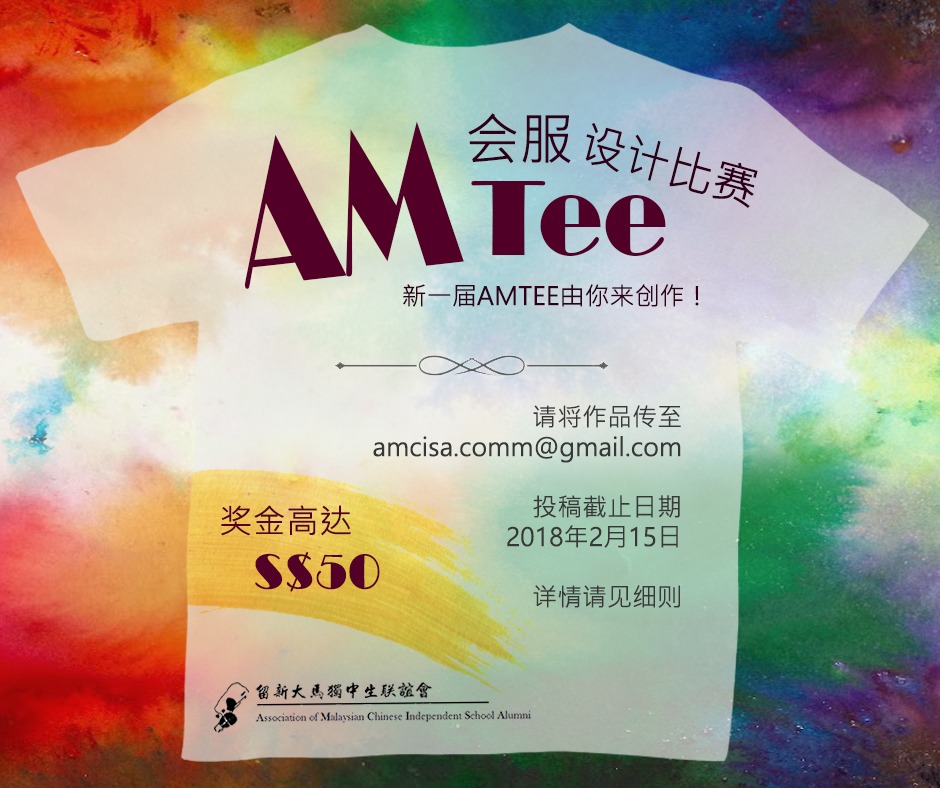 AM Tee 会服 设计比赛
新一届AMTEE由你来创作！
请将作品传至
amcisa.comm@gmail.com
奖金高达
S$50
投稿截止日期
2018年2月15日
详情请见细则
留新大馬獨中生联誼會
Association of Malaysian Chinese Independent School Alumni